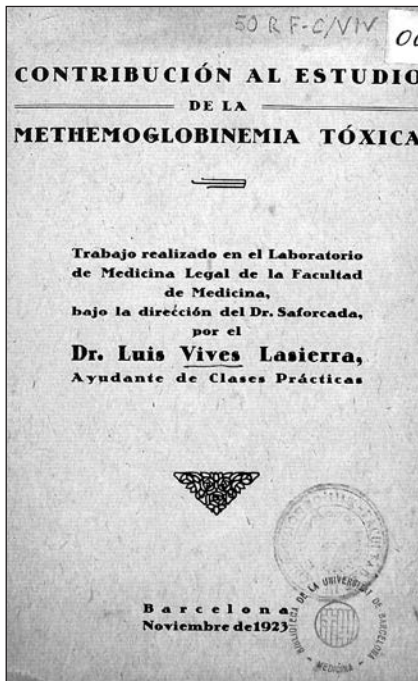 50 R F-C/VIV
CONTRIBUCIÓN AL ESTUDIO
DE LA
METHEMOGLOBINEMIA TÓXICA
Trabajo realizado en el Laboratorio
de Medicina Legal de la Facultad
de Medicina,
bajo la dirección del Dr. Saforcada,
por el
Dr. Luis Vives Lasierra,
Ayudante de Clases Prácticas
Barcelona
Noviembre de 1923
BIBLIOTECA DE LA UNIVERSITAT DE BARCELONA
MEDICINA